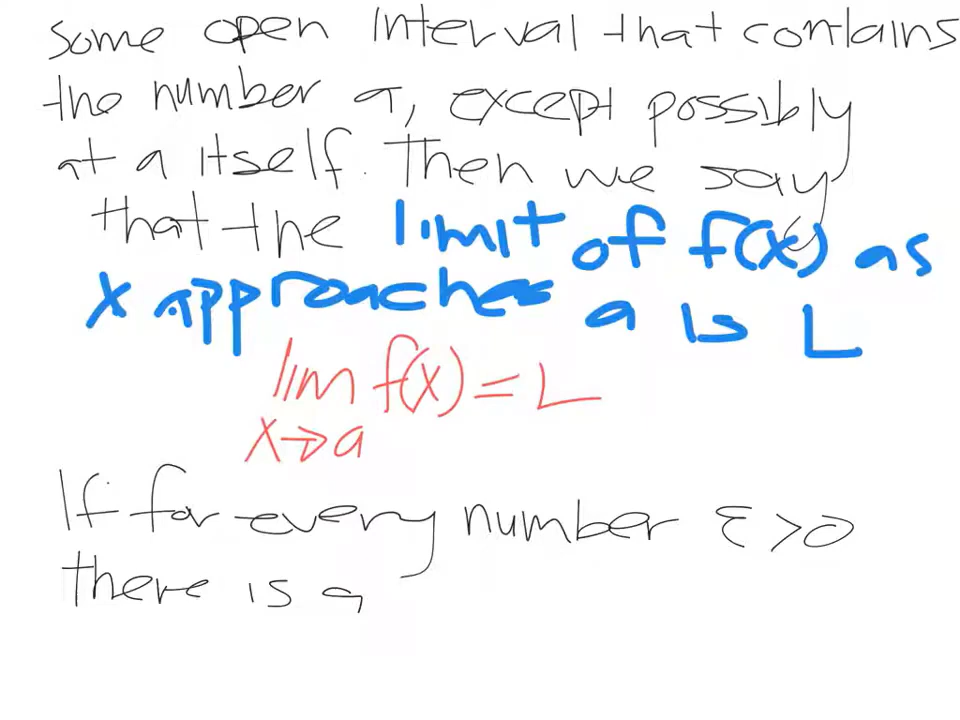 some open interval that contains
the number a, except possibly
at a itself. Then we say
that the limit of f(x) as
x approaches a is L
lim f(x) = L
x→a
If for every number ε > 0
there is a